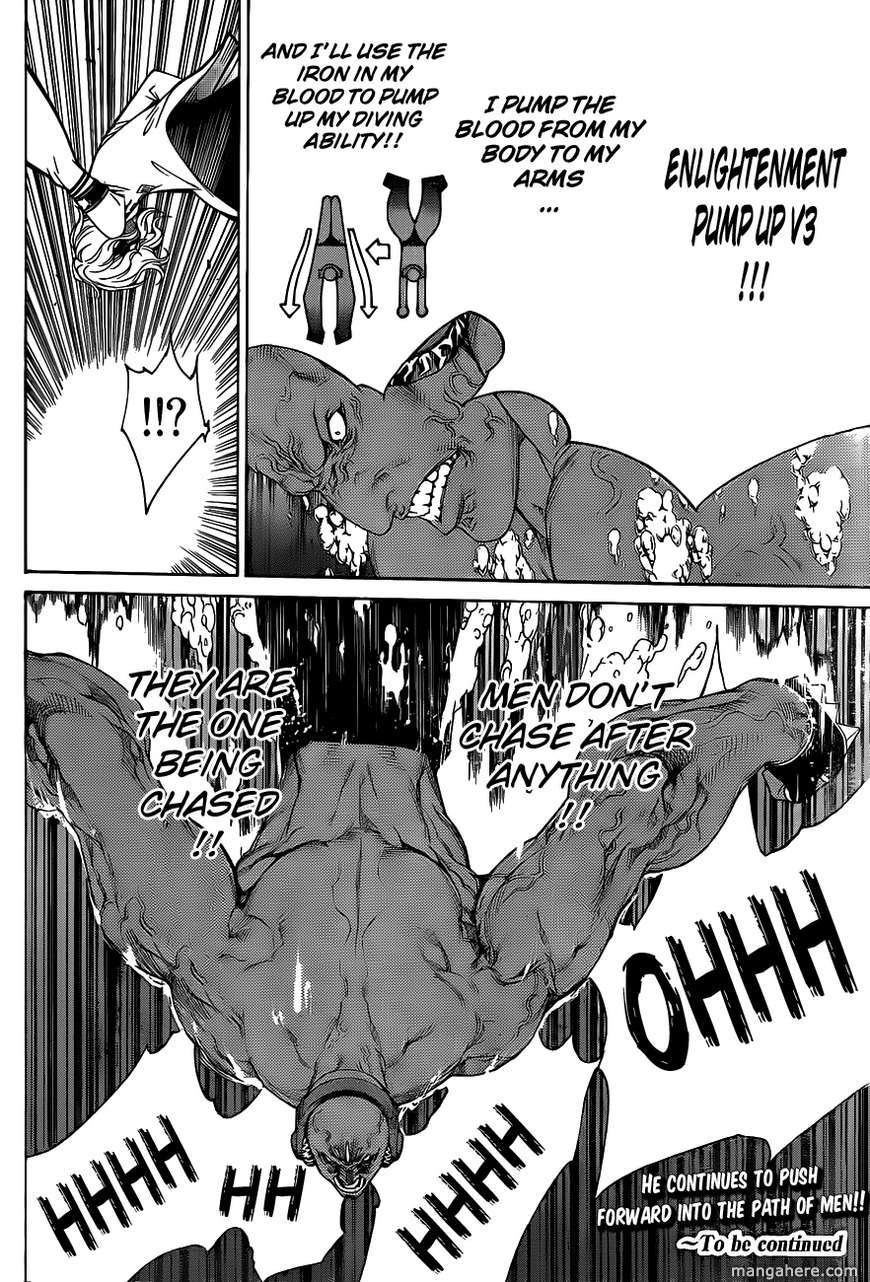 ENLIGHTENMENT
PUMP UP V3
!!!
I PUMP THE
BLOOD FROM MY
BODY TO MY
ARMS
...
AND I'LL USE THE
IRON IN MY
BLOOD TO PUMP
UP MY DIVING
ABILITY!!
!!?
MEN DON'T
CHASE AFTER
ANYTHING
!!
THEY ARE
THE ONE
BEING
CHASED
!!
OHHH
HHHH
HH
HHHH
HE CONTINUES TO PUSH
FORWARD INTO THE PATH OF MEN!!
~To be continued
mangahere.com